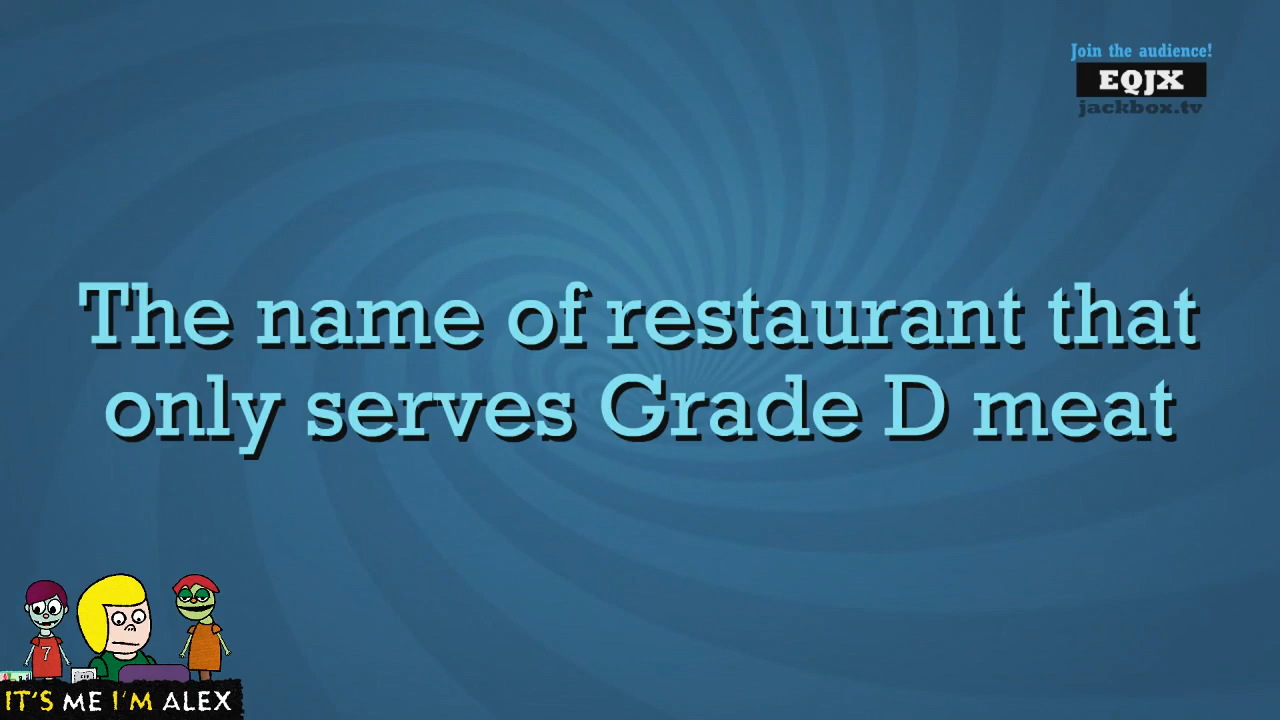 Join the audience!
EQJX
jackbox.tv
The name of restaurant that
only serves Grade D meat
7
IT'S ME I'M ALEX